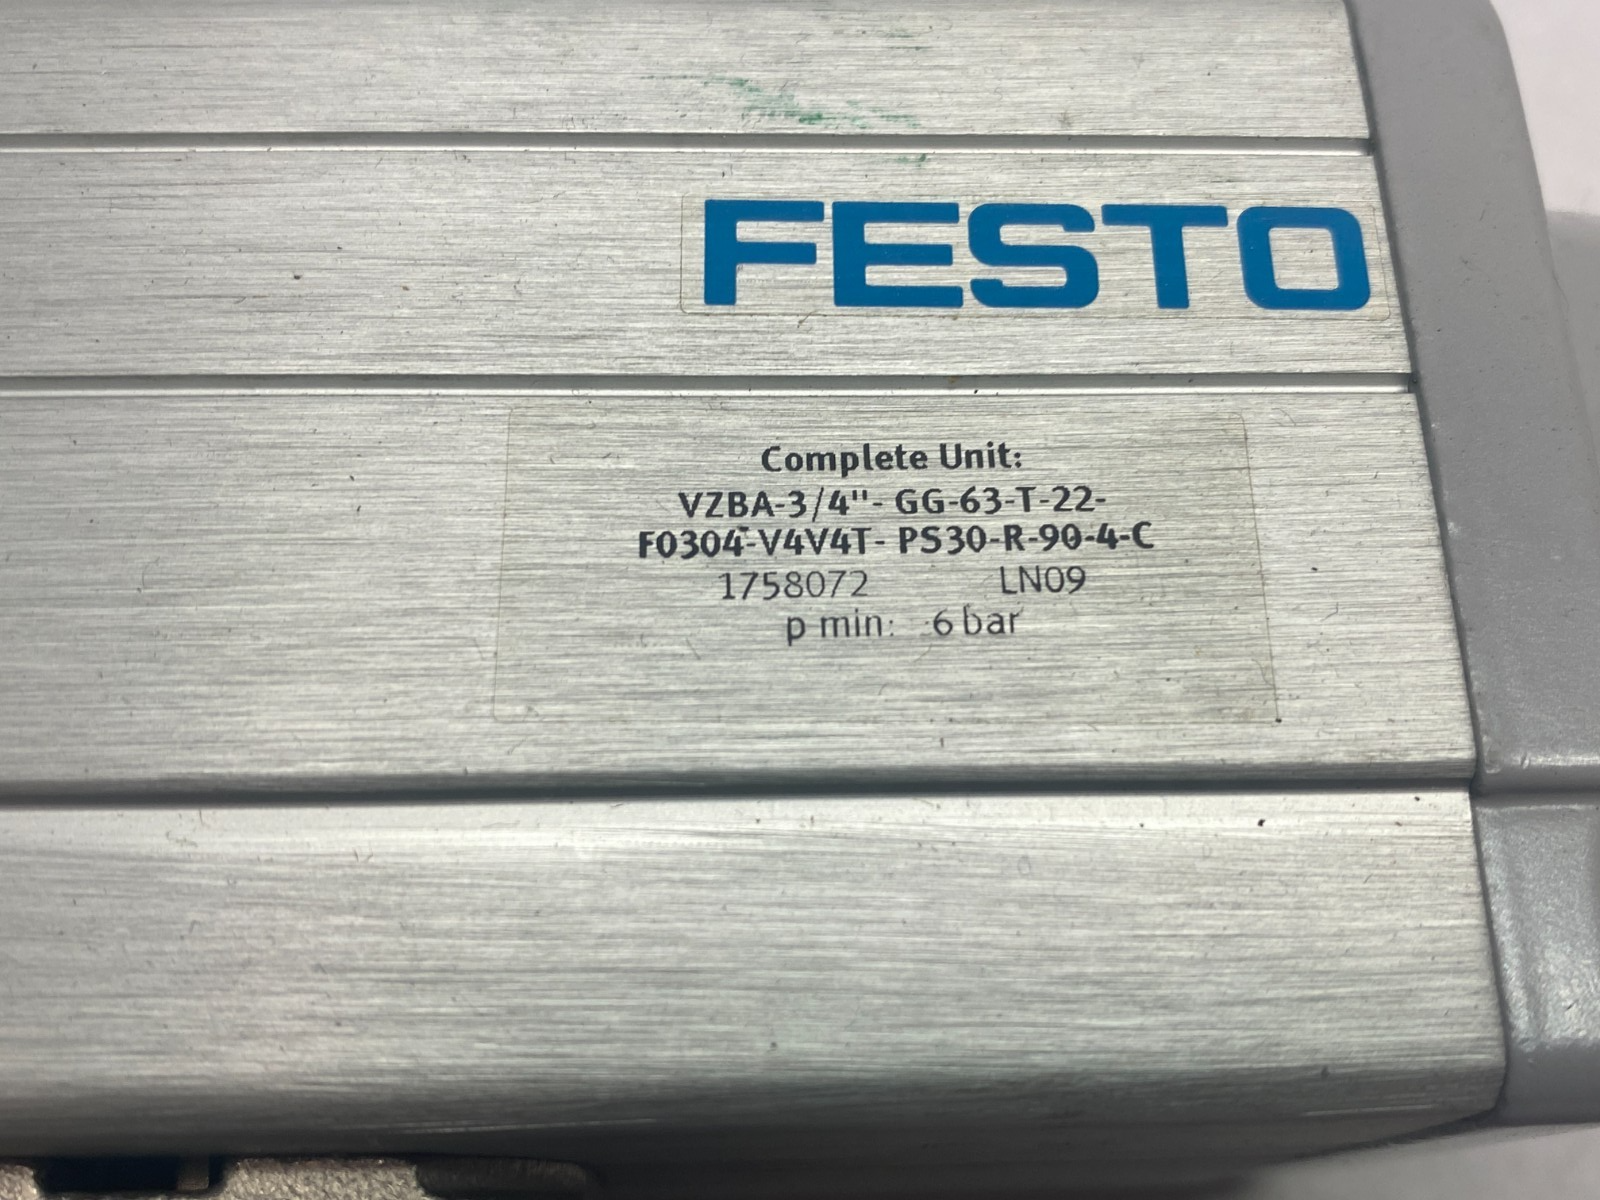 FESTO
Complete Unit:
VZBA-3/4"- GG-63-T-22-
F0304-V4V4T- PS30-R-90-4-C
1758072 LN09
p min: 6 bar